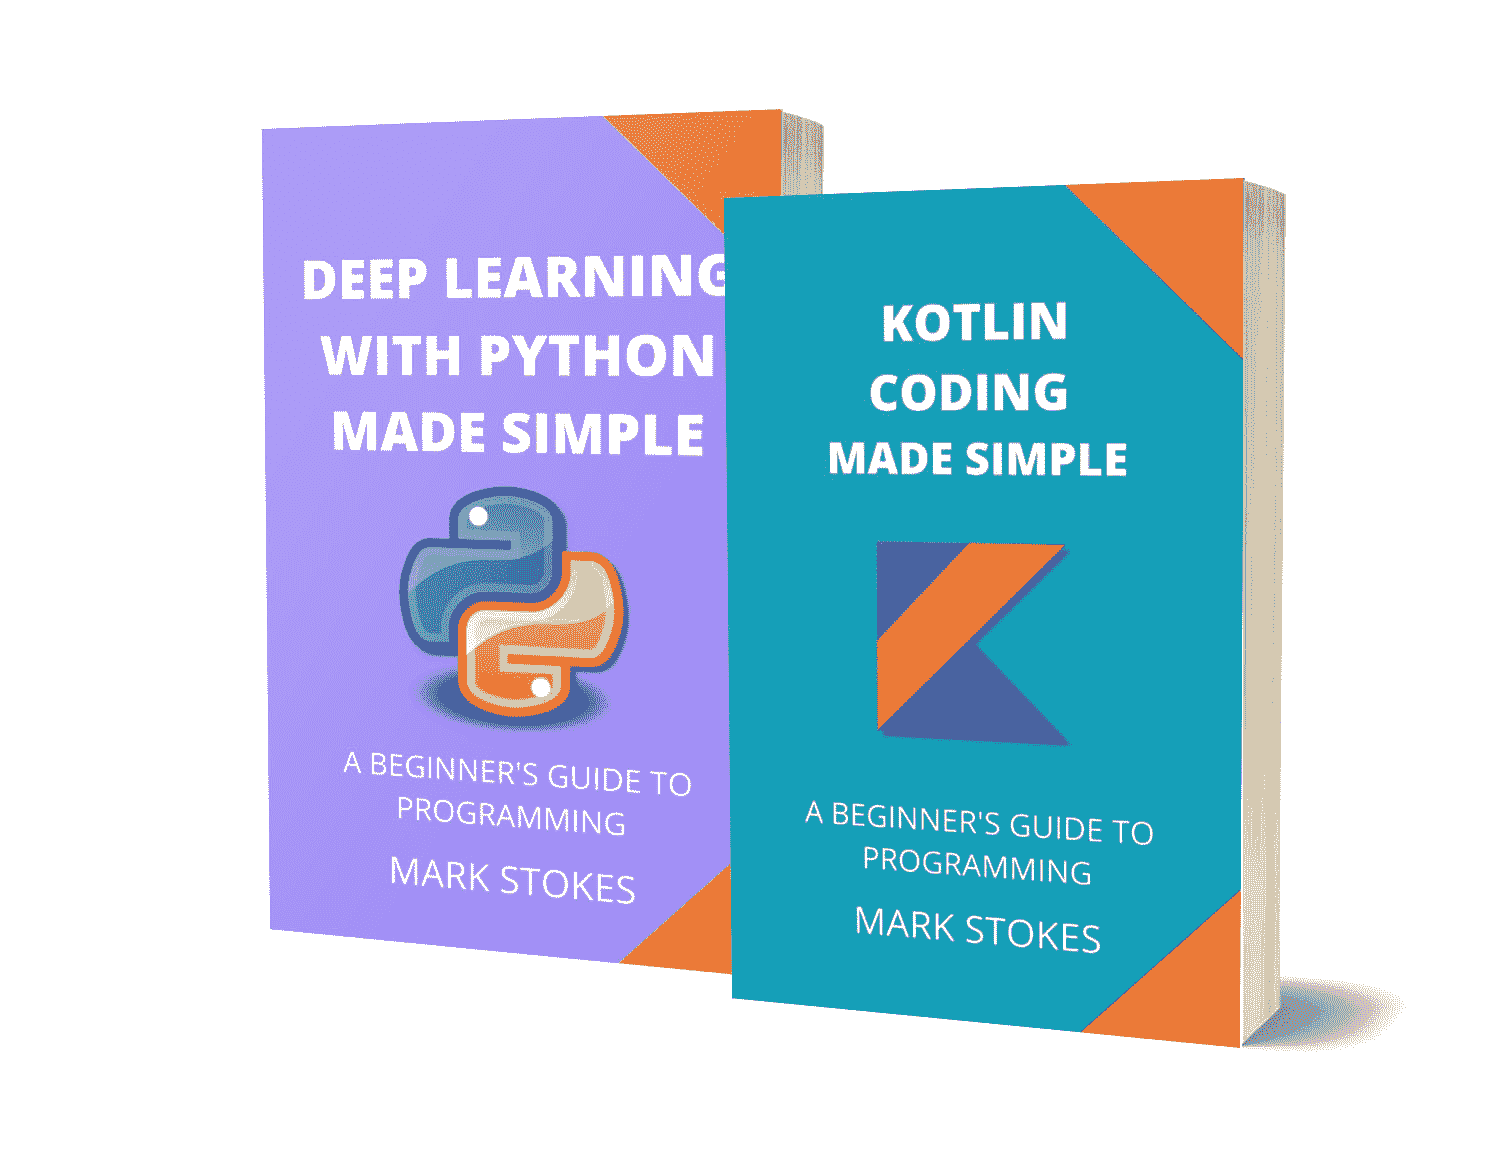 DEEP LEARNING
WITH PYTHON
MADE SIMPLE
A BEGINNER'S GUIDE TO
PROGRAMMING
MARK STOKES
KOTLIN
CODING
MADE SIMPLE
A BEGINNER'S GUIDE TO
PROGRAMMING
MARK STOKES